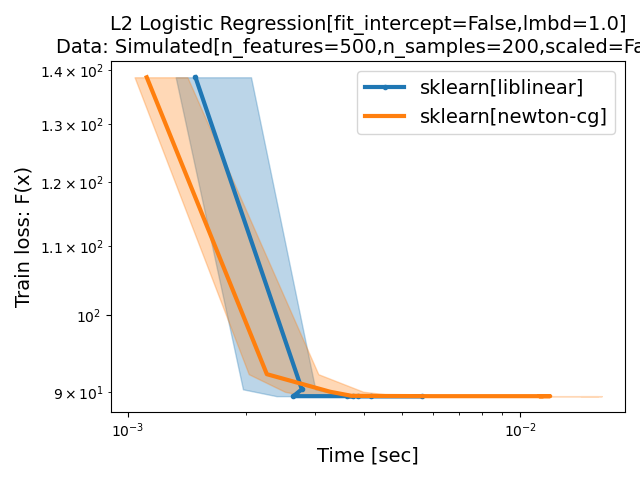 L2 Logistic Regression[fit_intercept=False,lmbd=1.0]
Data: Simulated[n_features=500,n_samples=200,scaled=Fa
sklearn[liblinear]
sklearn[newton-cg]
Train loss: F(x)
1.4 × 10²
1.3 × 10²
1.2 × 10²
1.1 × 10²
10²
9 × 10¹
10⁻³
10⁻²
Time [sec]